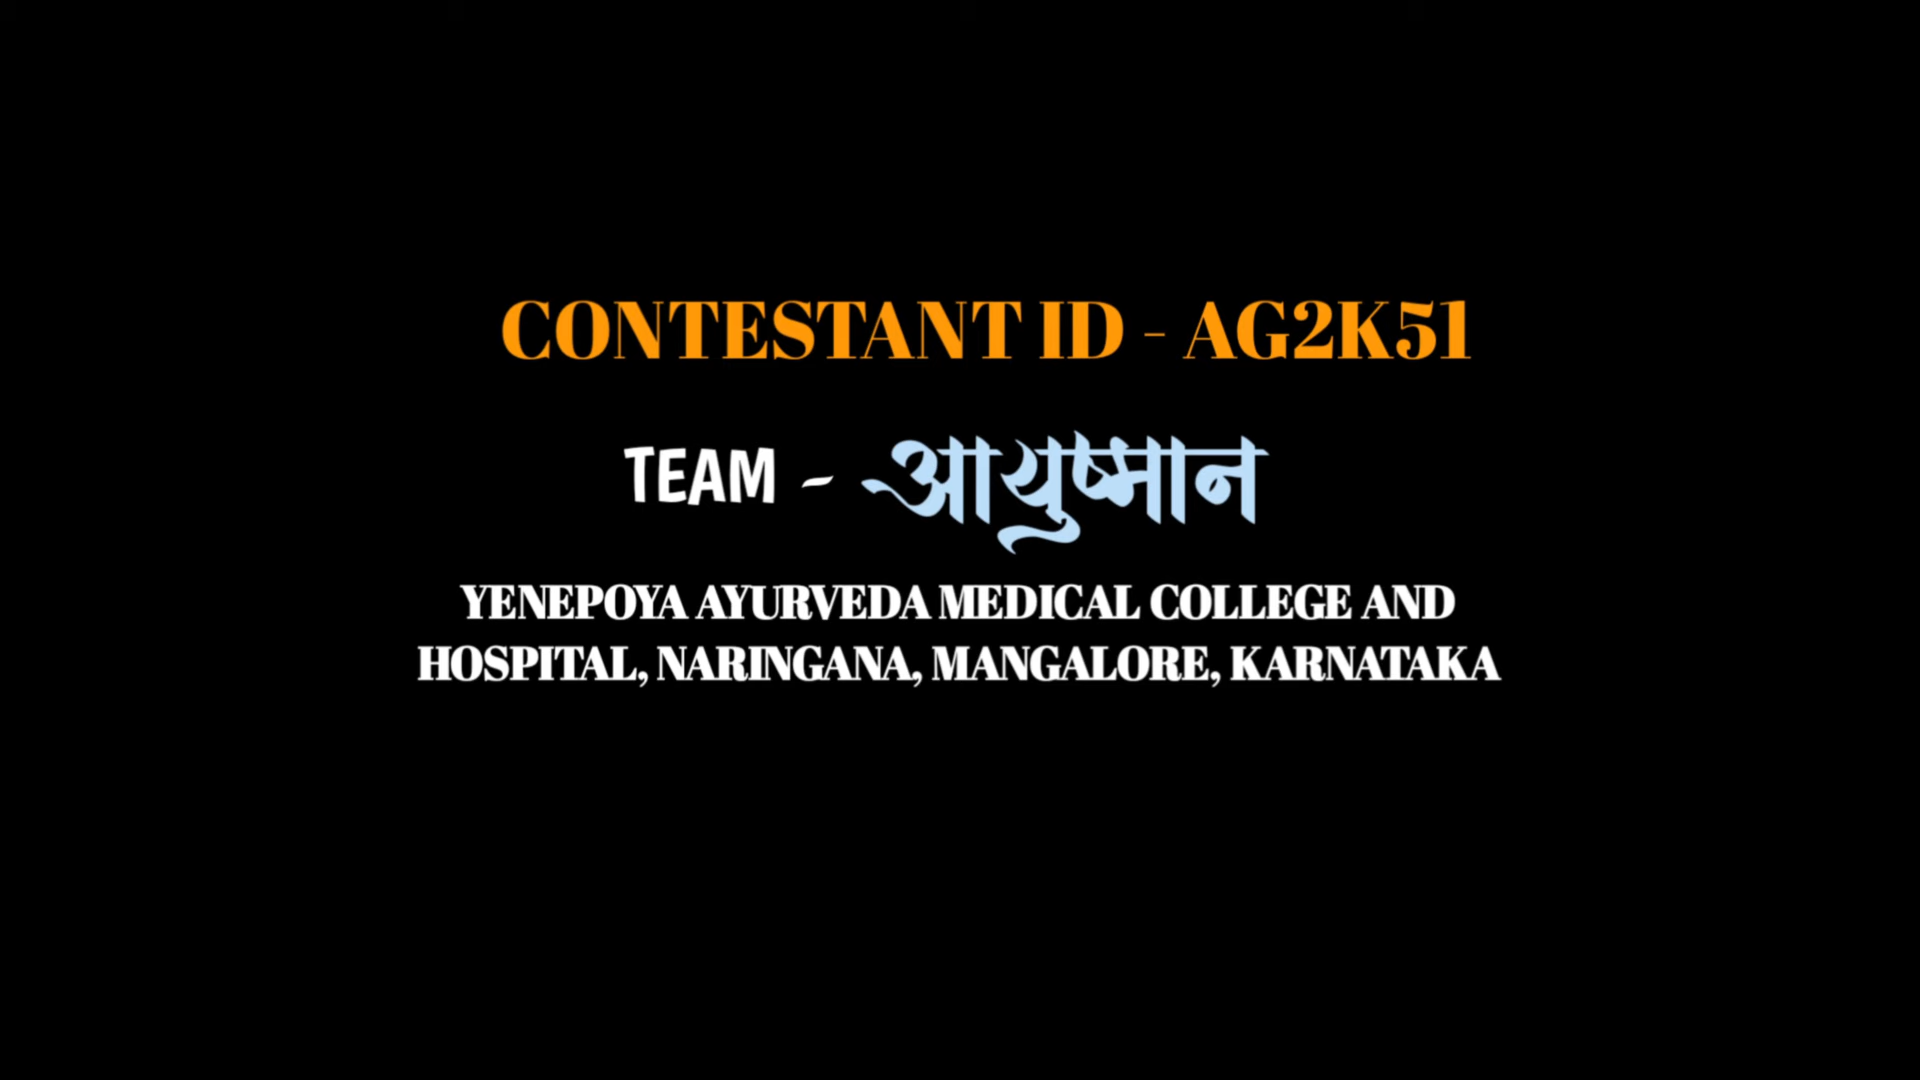 CONTESTANT ID - AG2K51
TEAM - आयुष्मान
YENEPOYA AYURVEDA MEDICAL COLLEGE AND
HOSPITAL, NARINGANA, MANGALORE, KARNATAKA